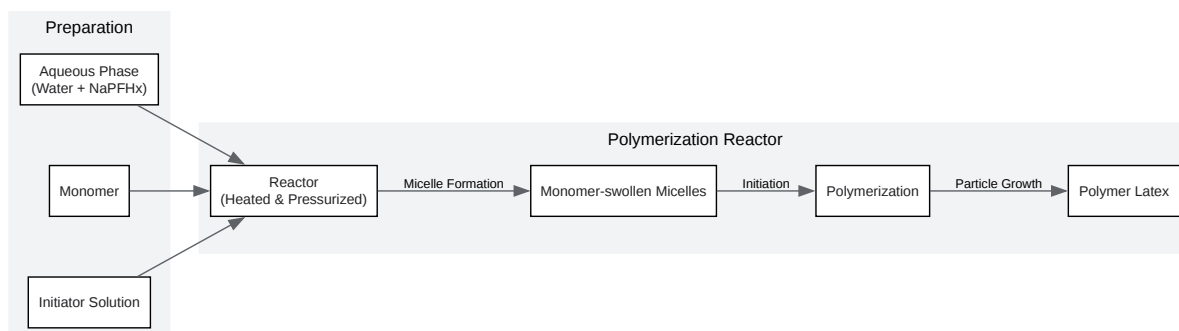 Preparation
Aqueous Phase
(Water + NaPFHx)
Polymerization Reactor
Monomer
Reactor
(Heated & Pressurized)
Micelle Formation
Monomer-swollen Micelles
Initiation
Polymerization
Particle Growth
Polymer Latex
Initiator Solution